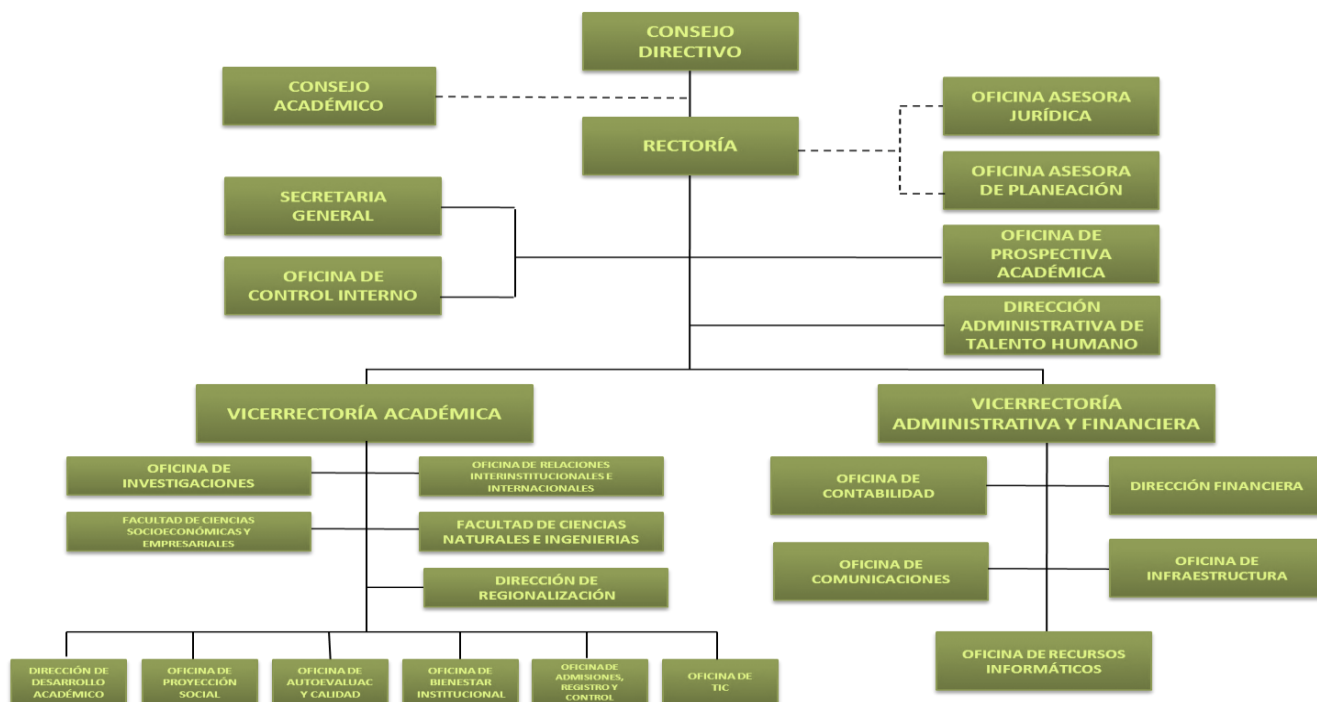 CONSEJO
DIRECTIVO
CONSEJO
ACADÉMICO
OFICINA ASESORA
JURÍDICA
RECTORÍA
OFICINA ASESORA
DE PLANEACIÓN
SECRETARIA
GENERAL
OFICINA DE
PROSPECTIVA
ACADÉMICA
OFICINA DE
CONTROL INTERNO
DIRECCIÓN
ADMINISTRATIVA DE
TALENTO HUMANO
VICERRECTORÍA ACADÉMICA
VICERRECTORÍA
ADMINISTRATIVA Y FINANCIERA
OFICINA DE
INVESTIGACIONES
OFICINA DE RELACIONES
INTERINSTITUCIONALES E
INTERNACIONALES
FACULTAD DE CIENCIAS
SOCIOECONÓMICAS Y
EMPRESARIALES
FACULTAD DE CIENCIAS
NATURALES E INGENIERIAS
DIRECCIÓN DE
REGIONALIZACIÓN
DIRECCIÓN DE
DESARROLLO
ACADÉMICO
OFICINA DE
PROYECCIÓN
SOCIAL
OFICINA DE
AUTOEVALUAC
Y CALIDAD
OFICINA DE
BIENESTAR
INSTITUCIONAL
OFICINA DE
ADMISIONES,
REGISTRO Y
CONTROL
OFICINA DE
TIC
OFICINA DE
CONTABILIDAD
DIRECCIÓN FINANCIERA
OFICINA DE
COMUNICACIONES
OFICINA DE
INFRAESTRUCTURA
OFICINA DE RECURSOS
INFORMÁTICOS